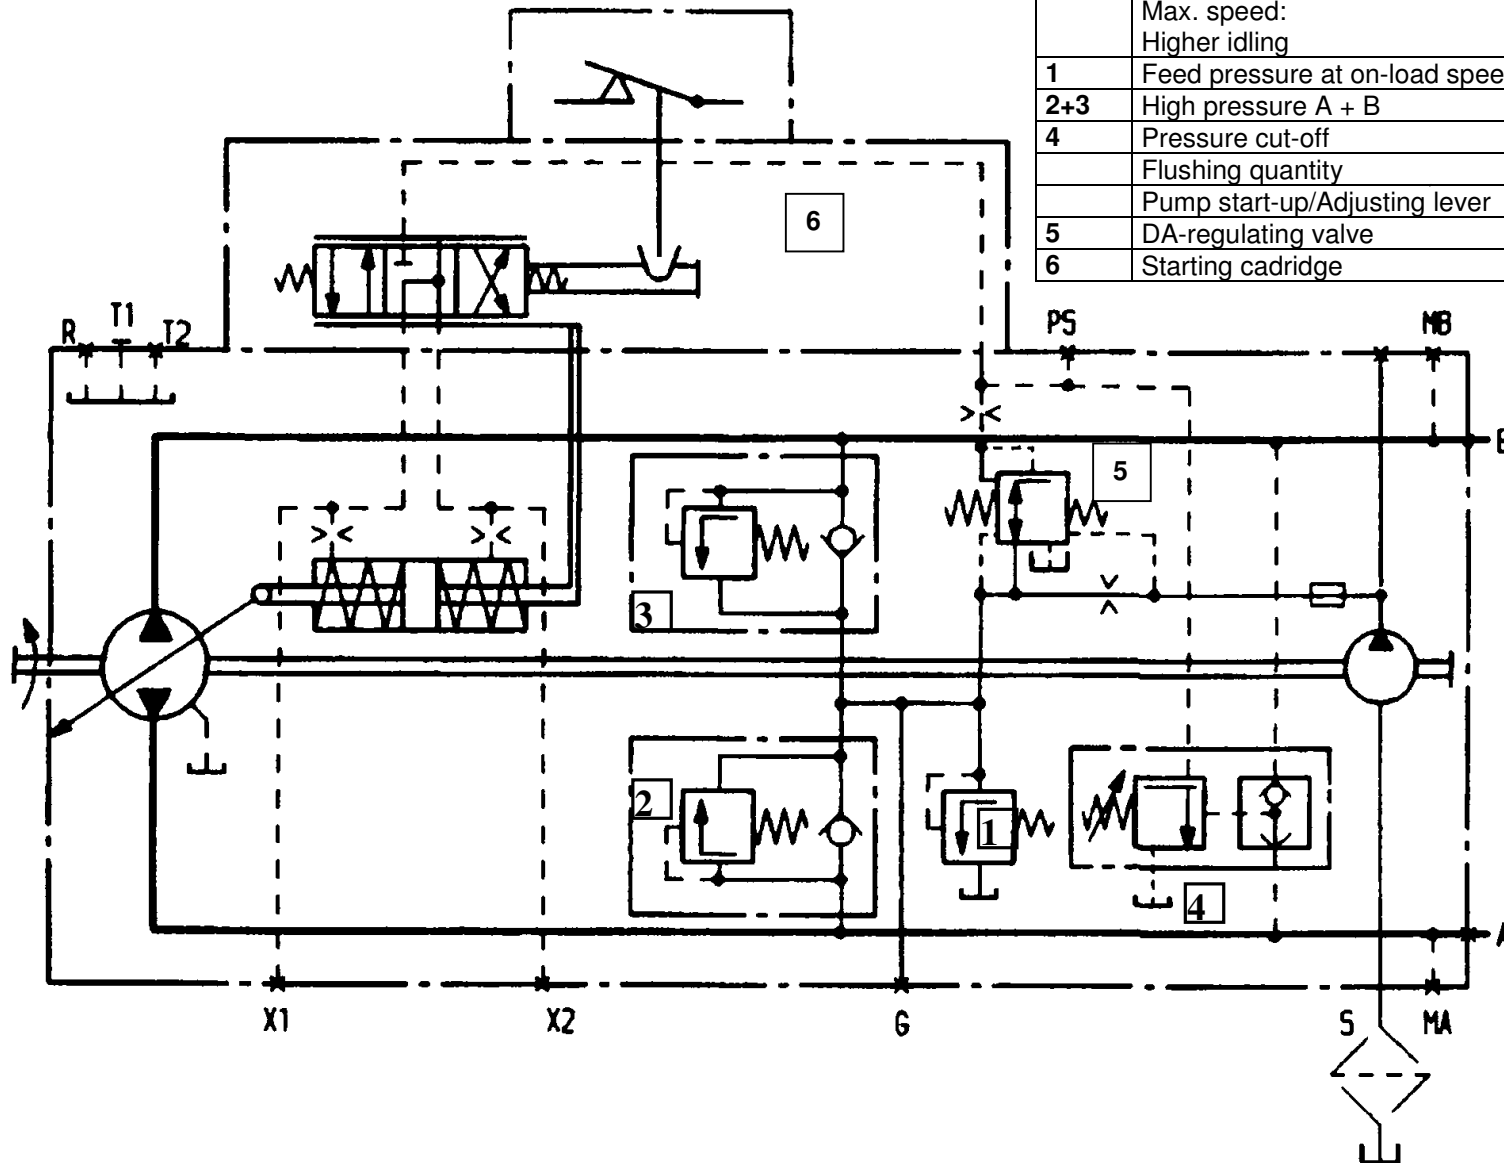 Max. speed:
Higher idling
1 Feed pressure at on-load spee
2+3 High pressure A + B
4 Pressure cut-off
Flushing quantity
Pump start-up/Adjusting lever
5 DA-regulating valve
6 Starting cadridge
6
R T1 T2
PS MB
B
5
3
2
1
4
A
X1 X2 G S MA